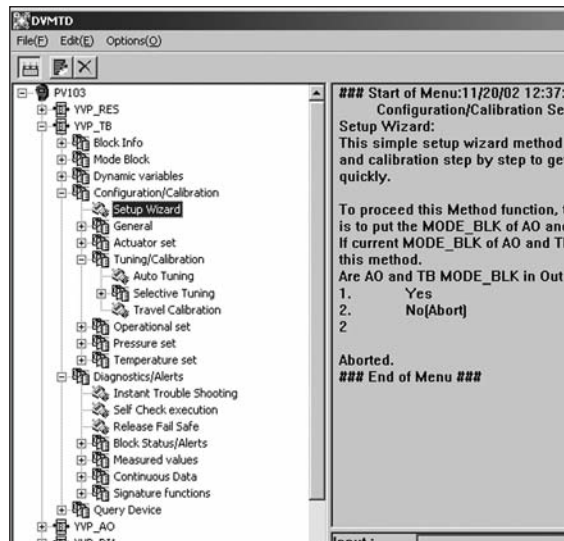 DVMTD
File(F) Edit(E) Options(O)
PV103
YVP_RES
YVP_TB
Block Info
Mode Block
Dynamic variables
Configuration/Calibration
Setup Wizard
General
Actuator set
Tuning/Calibration
Auto Tuning
Selective Tuning
Travel Calibration
Operational set
Pressure set
Temperature set
Diagnostics/Alerts
Instant Trouble Shooting
Self Check execution
Release Fail Safe
Block Status/Alerts
Measured values
Continuous Data
Signature functions
Query Device
YVP_AO
### Start of Menu:11/20/02 12:37:
Configuration/Calibration Se
Setup Wizard:
This simple setup wizard method
and calibration step by step to ge
quickly.
To proceed this Method function, t
is to put the MODE_BLK of AO and
If current MODE_BLK of AO and T
this method.
Are AO and TB MODE_BLK in Out
1. Yes
2. No(Abort)
2
Aborted.
### End of Menu ###